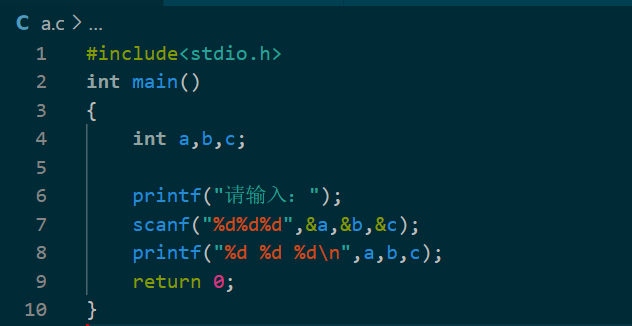 C a.c > ...
1 #include<stdio.h>
2 int main()
3 {
4     int a,b,c;
5
6     printf("请输入: ");
7     scanf("%d%d%d",&a,&b,&c);
8     printf("%d %d %d\n",a,b,c);
9     return 0;
10 }